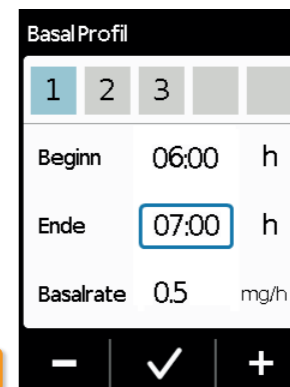 Basal Profil
1 2 3
Beginn 06:00 h
Ende 07:00 h
Basalrate 0.5 mg/h
− ✓ +